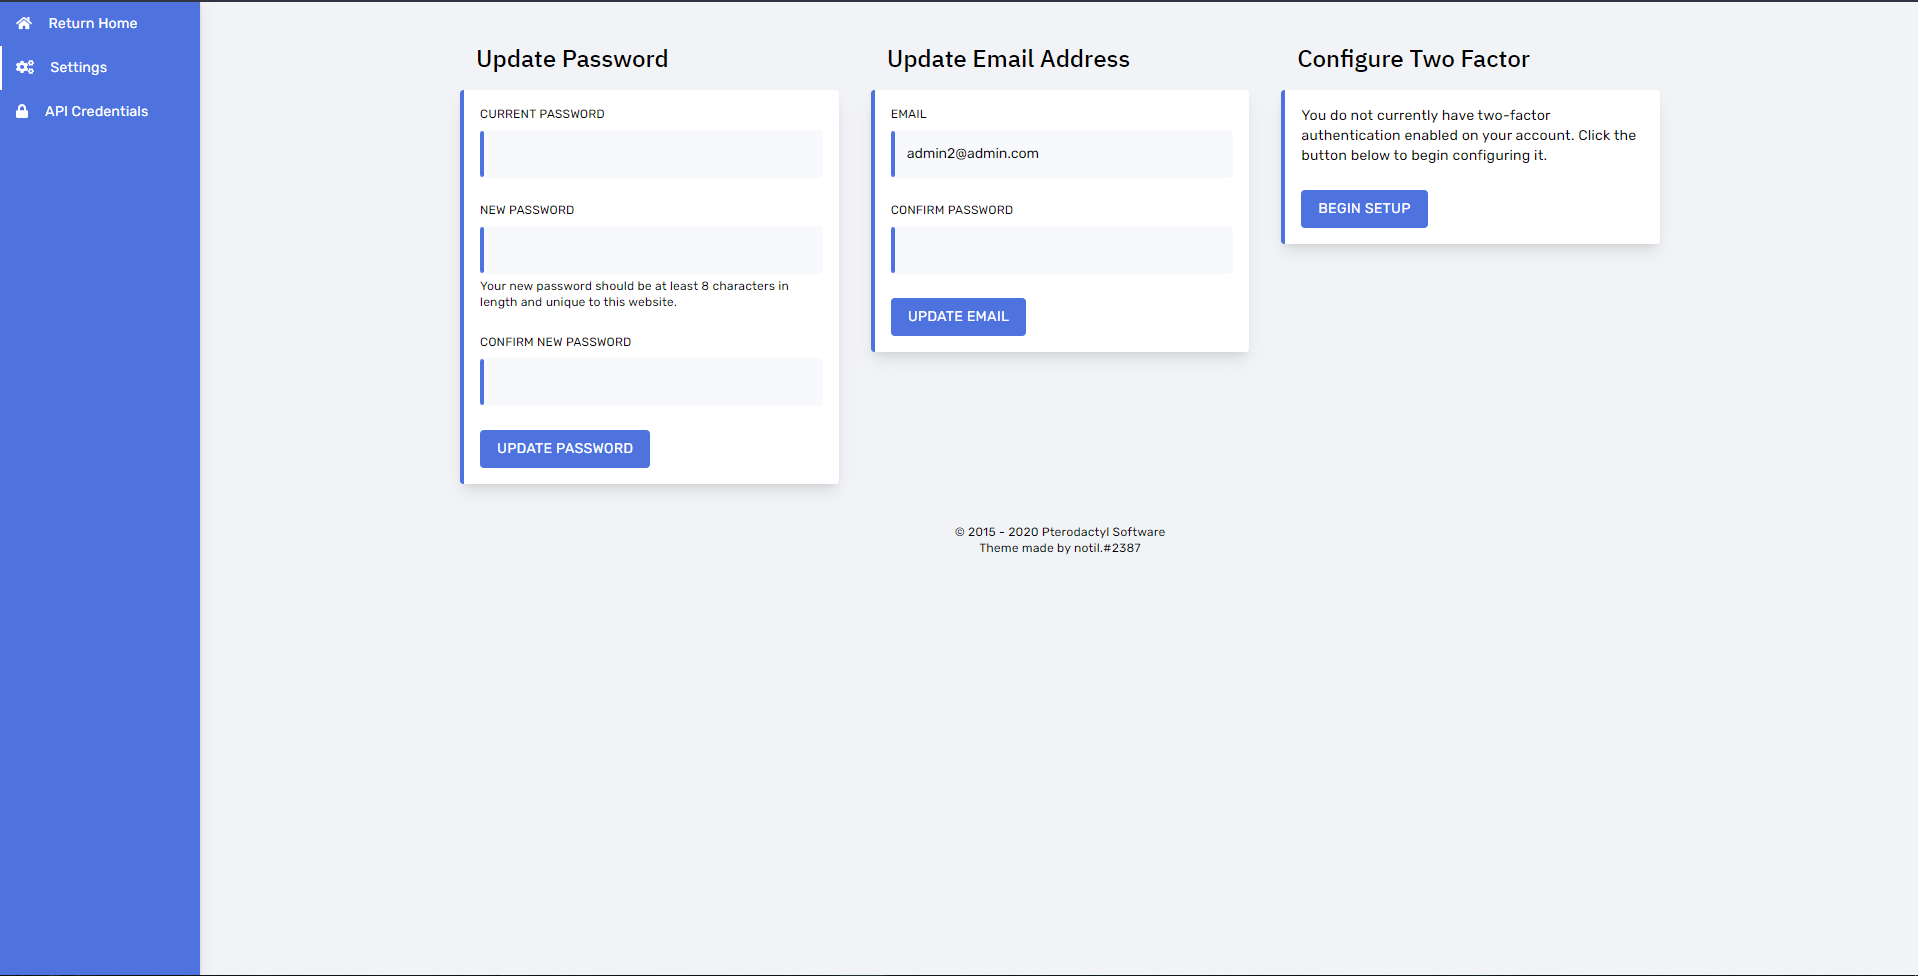 Return Home
Settings
API Credentials
Update Password
CURRENT PASSWORD
NEW PASSWORD
Your new password should be at least 8 characters in
length and unique to this website.
CONFIRM NEW PASSWORD
UPDATE PASSWORD
Update Email Address
EMAIL
admin2@admin.com
CONFIRM PASSWORD
UPDATE EMAIL
Configure Two Factor
You do not currently have two-factor
authentication enabled on your account. Click the
button below to begin configuring it.
BEGIN SETUP
© 2015 - 2020 Pterodactyl Software
Theme made by notil.#2387